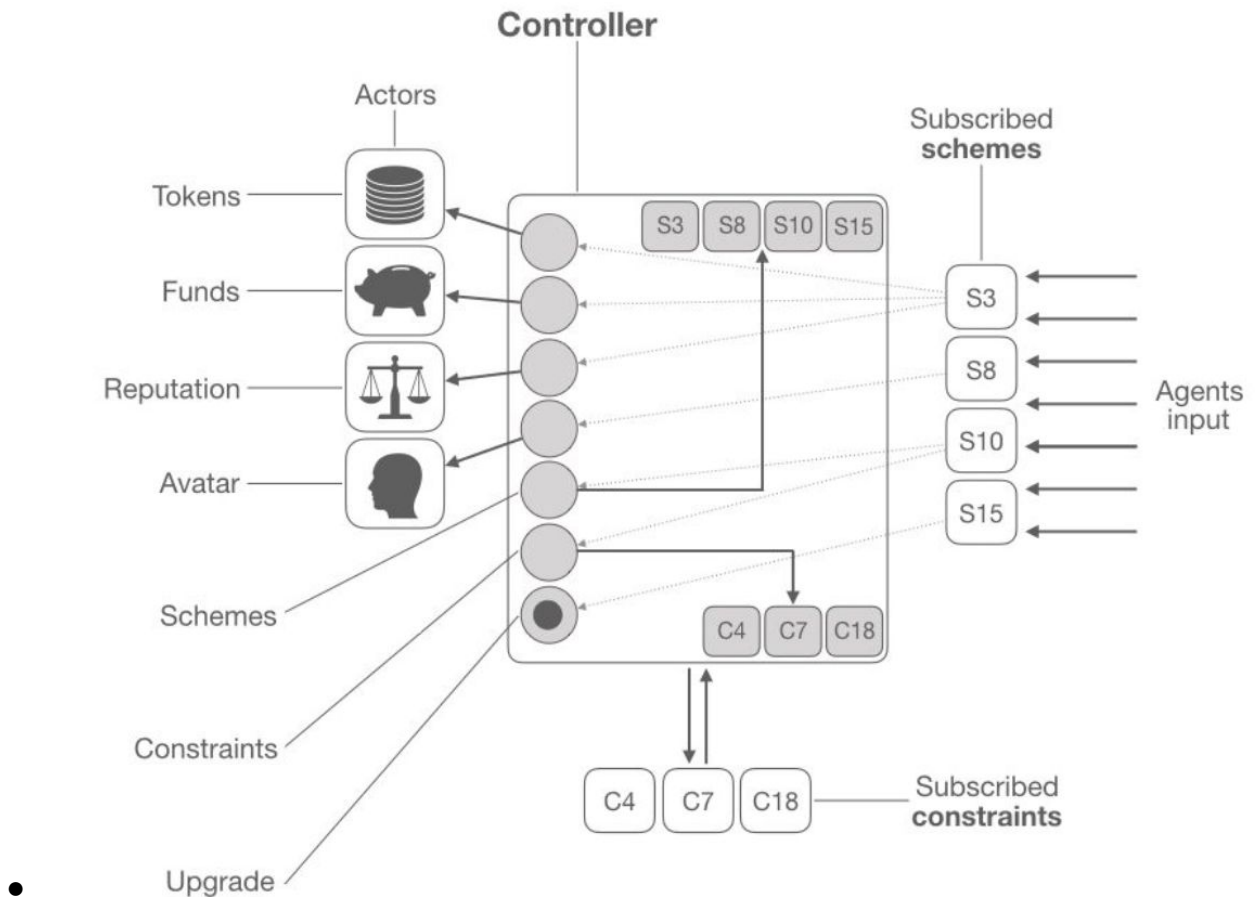 Controller
Actors
Subscribed
schemes
Tokens
S3 S8 S10 S15
Funds
S3
Reputation
S8
Agents
input
S10
Avatar
S15
Schemes
C4 C7 C18
Constraints
C4 C7 C18
Subscribed
constraints
Upgrade